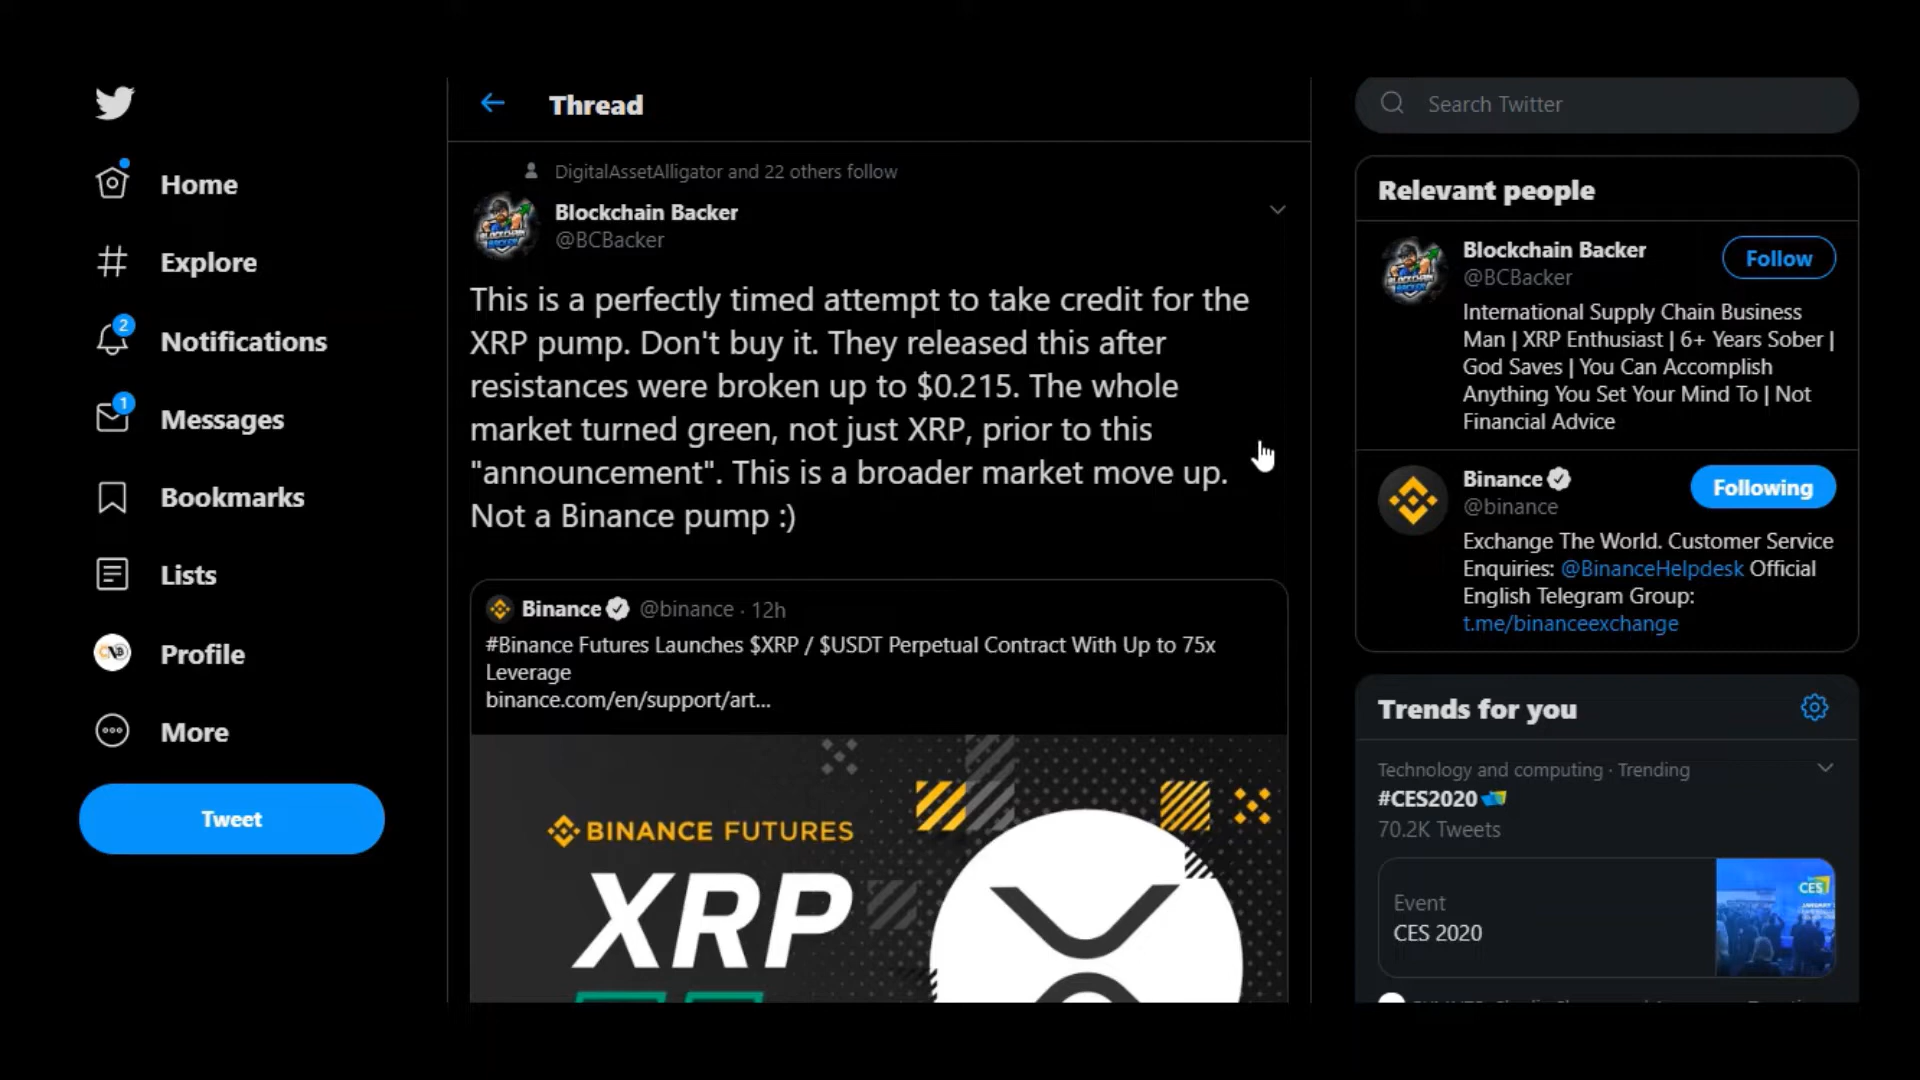 Home
Explore
2
Notifications
1
Messages
Bookmarks
Lists
Profile
More
Tweet
Thread
DigitalAssetAlligator and 22 others follow
Blockchain Backer
@BCBacker
This is a perfectly timed attempt to take credit for the
XRP pump. Don't buy it. They released this after
resistances were broken up to $0.215. The whole
market turned green, not just XRP, prior to this
"announcement". This is a broader market move up.
Not a Binance pump :)
Binance @binance · 12h
#Binance Futures Launches $XRP / $USDT Perpetual Contract With Up to 75x
Leverage
binance.com/en/support/art...
BINANCE FUTURES
XRP
Search Twitter
Relevant people
Blockchain Backer
@BCBacker
Follow
International Supply Chain Business
Man | XRP Enthusiast | 6+ Years Sober |
God Saves | You Can Accomplish
Anything You Set Your Mind To | Not
Financial Advice
Binance
@binance
Following
Exchange The World. Customer Service
Enquiries: @BinanceHelpdesk Official
English Telegram Group:
t.me/binanceexchange
Trends for you
Technology and computing · Trending
#CES2020
70.2K Tweets
Event
CES 2020
CES